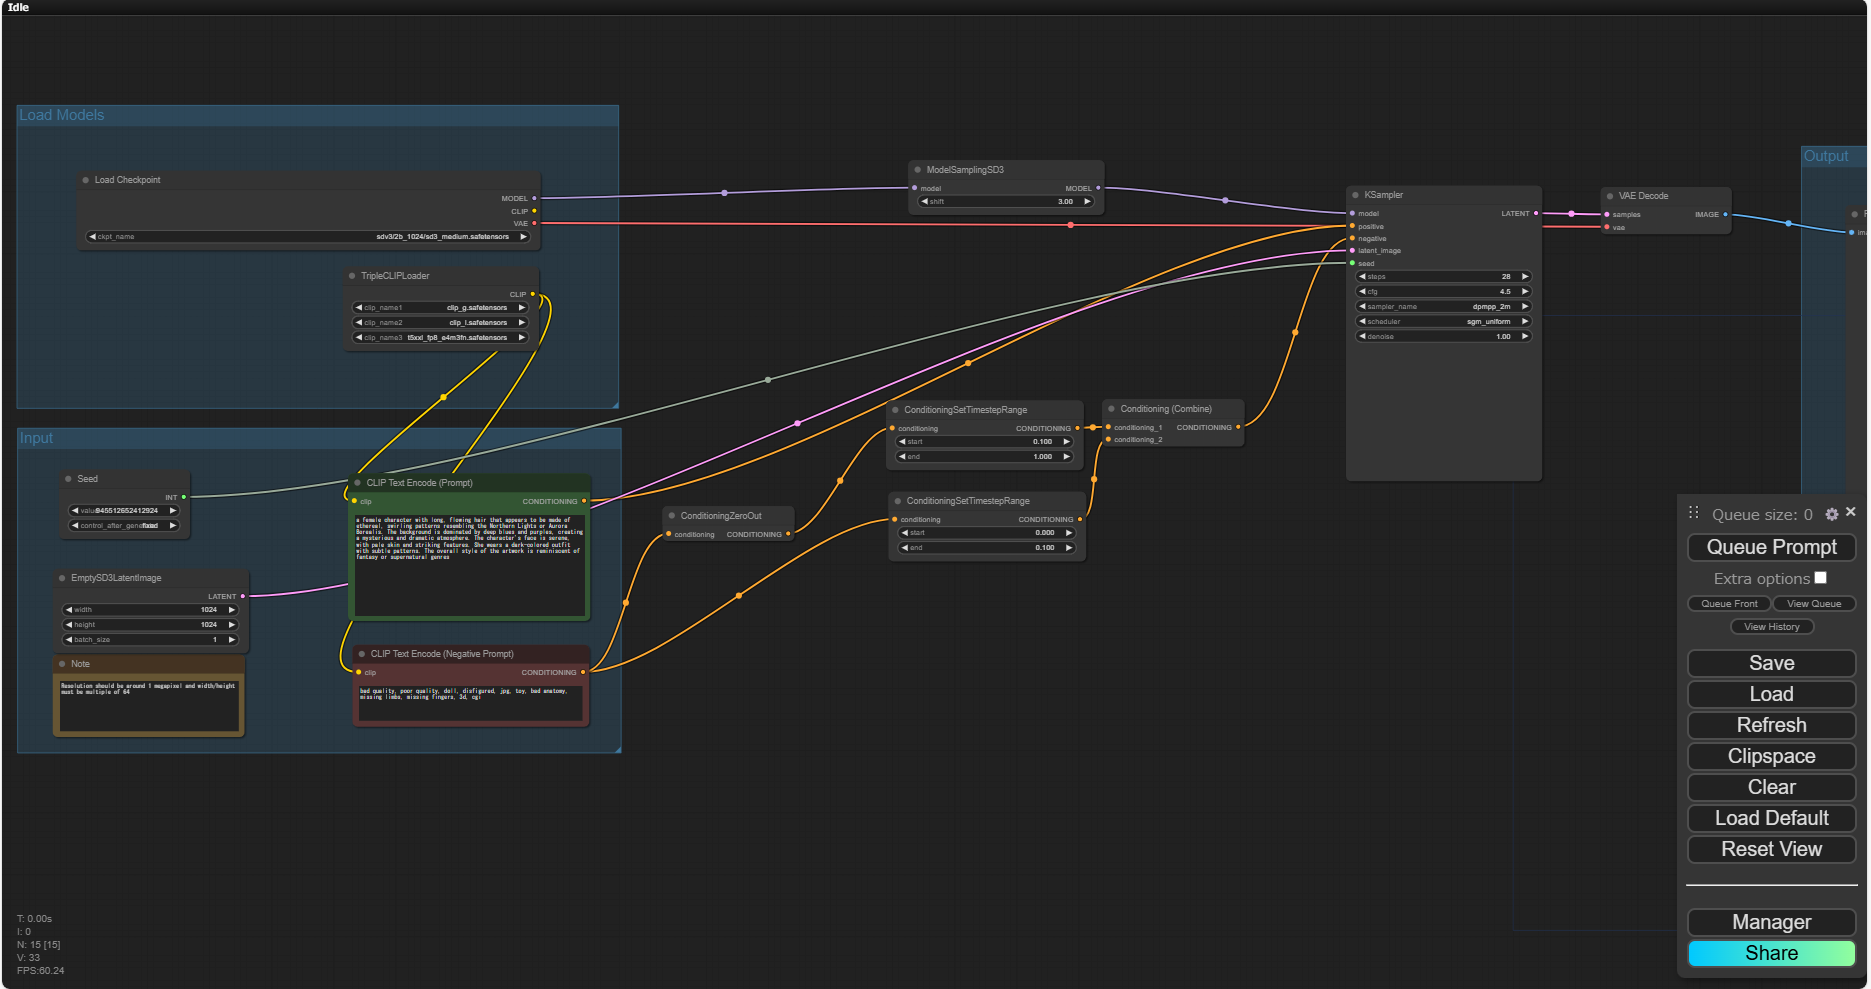 Idle
Load Models
Load Checkpoint
MODEL
CLIP
VAE
ckpt_name sdv3/2b_1024/sd3_medium.safetensors
TripleCLIPLoader
CLIP
clip_name1 clip_g.safetensors
clip_name2 clip_l.safetensors
clip_name3 t5xxl_fp8_e4m3fn.safetensors
Input
Seed
INT
value 945512652412924
control_after_generate fixed
EmptySD3LatentImage
LATENT
width 1024
height 1024
batch_size 1
Note
Resolution should be around 1 megapixel and width/height
must be multiple of 64
CLIP Text Encode (Prompt)
clip CONDITIONING
a female character with long, flowing hair that appears to be made of
ethereal, swirling patterns resembling the Northern Lights or Aurora
Borealis. The background is dominated by deep blues and purples, creating
a mysterious and dramatic atmosphere. The character's face is serene,
with pale skin and striking features. She wears a dark-colored outfit
with subtle patterns. The overall style of the artwork is reminiscent of
fantasy or supernatural genres
CLIP Text Encode (Negative Prompt)
clip CONDITIONING
bad quality, poor quality, doll, disfigured, jpg, toy, bad anatomy,
missing limbs, missing fingers, 3d, cgi
ModelSamplingSD3
model MODEL
shift 3.00
ConditioningZeroOut
conditioning CONDITIONING
ConditioningSetTimestepRange
conditioning CONDITIONING
start 0.100
end 1.000
ConditioningSetTimestepRange
conditioning CONDITIONING
start 0.000
end 0.100
Conditioning (Combine)
conditioning_1 CONDITIONING
conditioning_2
KSampler
model LATENT
positive
negative
latent_image
seed
steps 28
cfg 4.5
sampler_name dpmpp_2m
scheduler sgm_uniform
denoise 1.00
VAE Decode
samples IMAGE
vae
Output
Queue size: 0
Queue Prompt
Extra options
Queue Front View Queue
View History
Save
Load
Refresh
Clipspace
Clear
Load Default
Reset View
Manager
Share
T: 0.00s
I: 0
N: 15 [15]
V: 33
FPS:60.24